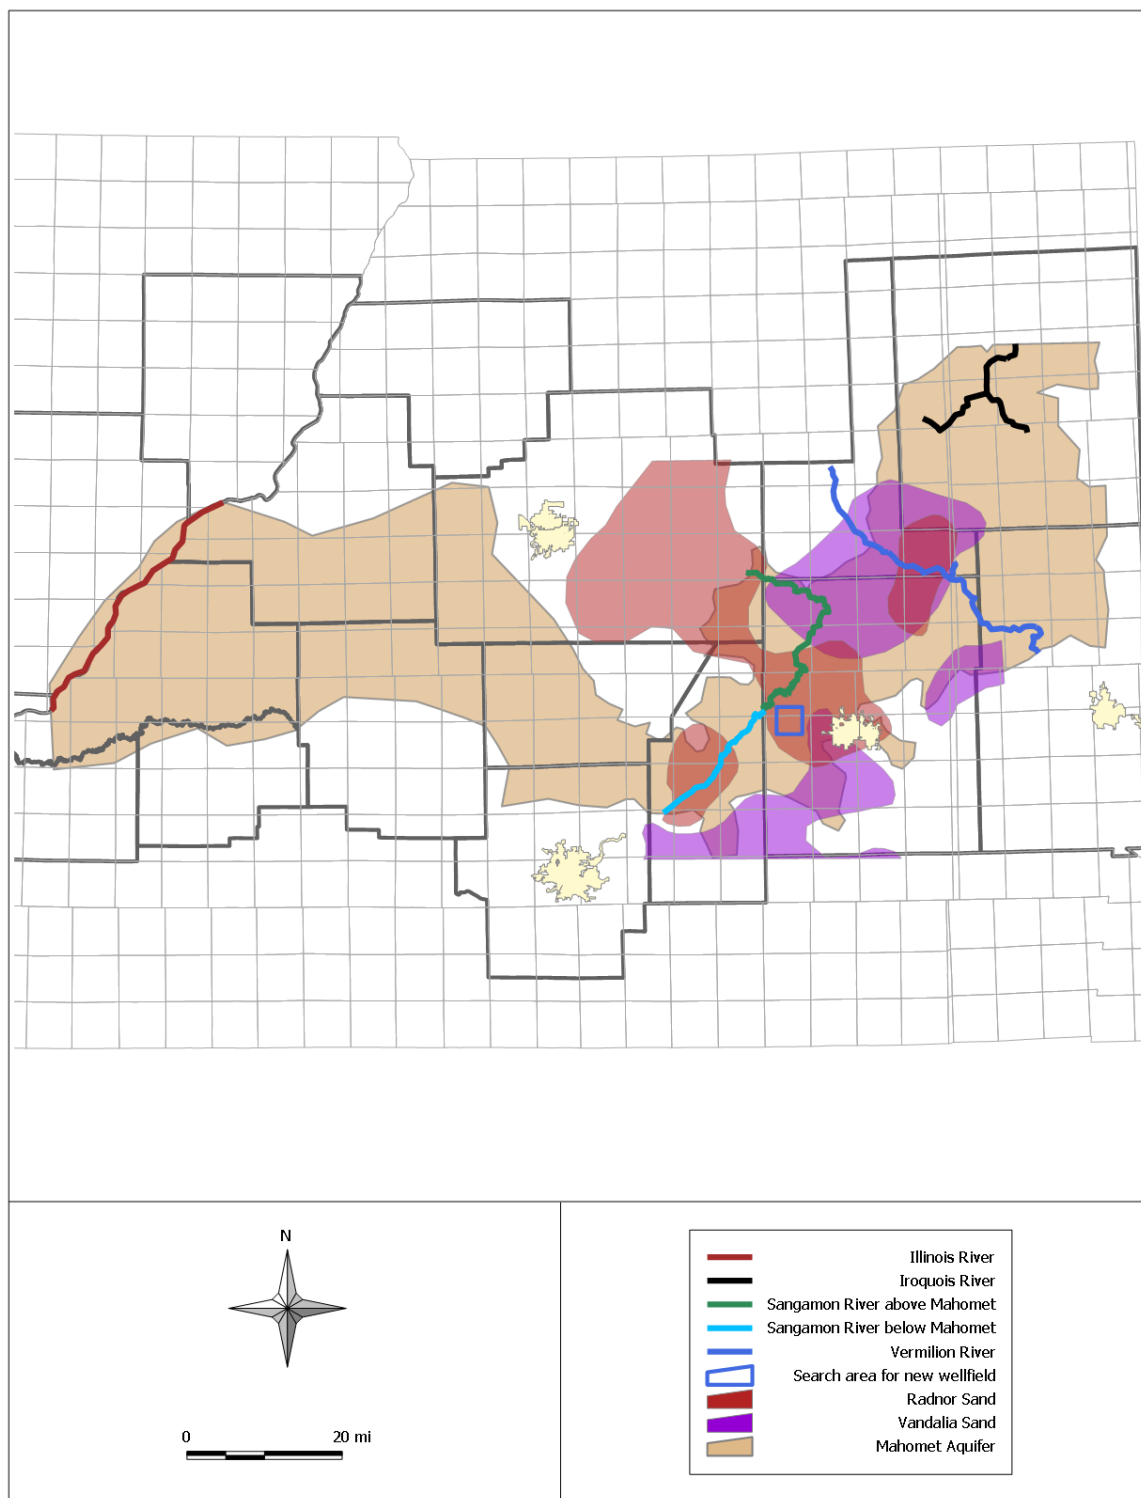 N
0 20 mi
Illinois River
Iroquois River
Sangamon River above Mahomet
Sangamon River below Mahomet
Vermilion River
Search area for new wellfield
Radnor Sand
Vandalia Sand
Mahomet Aquifer